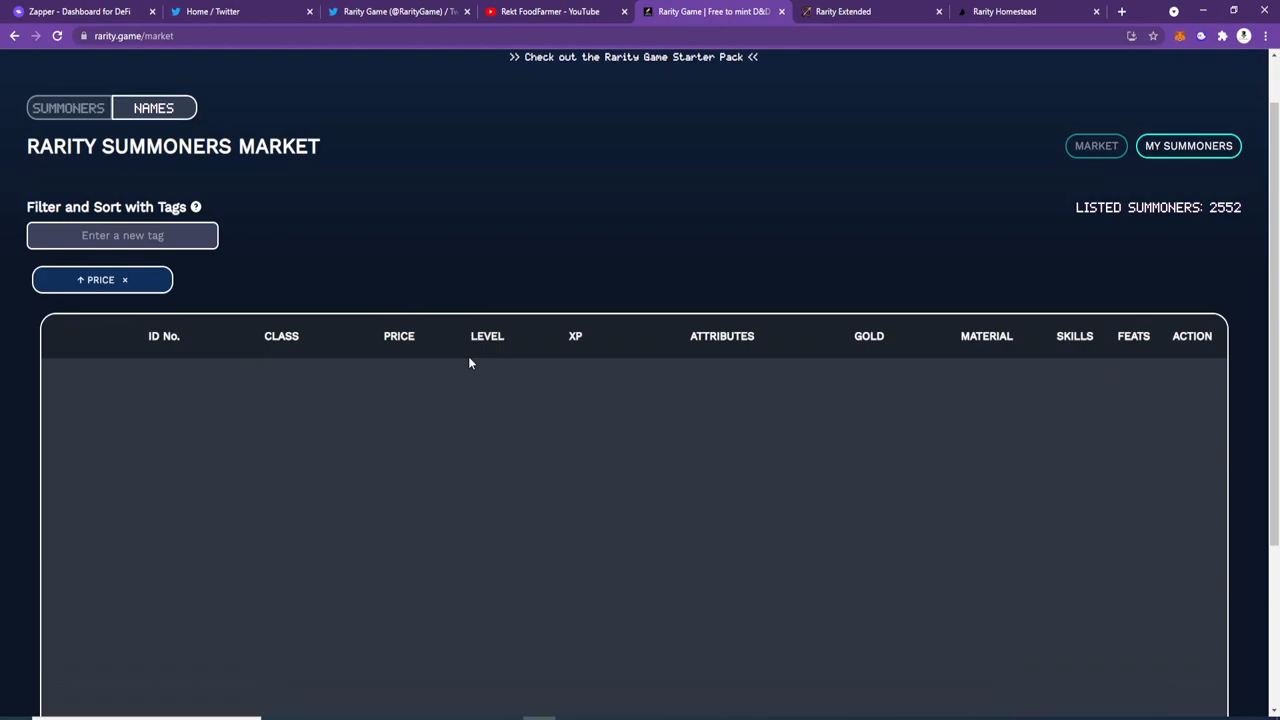 Zapper - Dashboard for DeFi
Home / Twitter
Rarity Game (@RarityGame) / Tw
Rekt FoodFarmer - YouTube
Rarity Game | Free to mint D&D
Rarity Extended
Rarity Homestead
rarity.game/market
>> Check out the Rarity Game Starter Pack <<
SUMMONERS NAMES
RARITY SUMMONERS MARKET
MARKET MY SUMMONERS
Filter and Sort with Tags ?
LISTED SUMMONERS: 2552
Enter a new tag
↑ PRICE ×
ID No. CLASS PRICE LEVEL XP ATTRIBUTES GOLD MATERIAL SKILLS FEATS ACTION